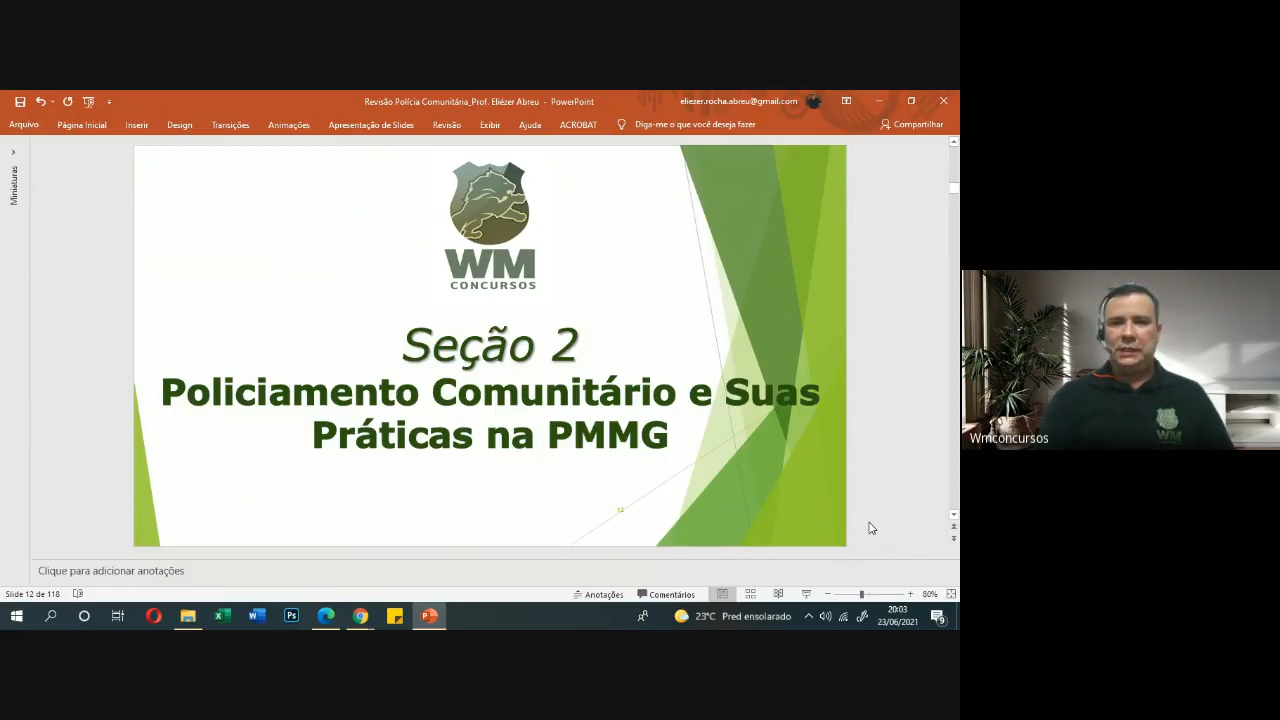 Revisão Polícia Comunitária_Prof. Eliézer Abreu - PowerPoint
eliezer.rocha.abreu@gmail.com
Arquivo Página Inicial Inserir Design Transições Animações Apresentação de Slides Revisão Exibir Ajuda ACROBAT Diga-me o que você deseja fazer Compartilhar
Miniaturas
WM
CONCURSOS
Seção 2
Policiamento Comunitário e Suas
Práticas na PMMG
12
Wmconcursos
WM
Clique para adicionar anotações
Slide 12 de 118 Anotações Comentários 80%
23°C Pred ensolarado
20:03
23/06/2021
9